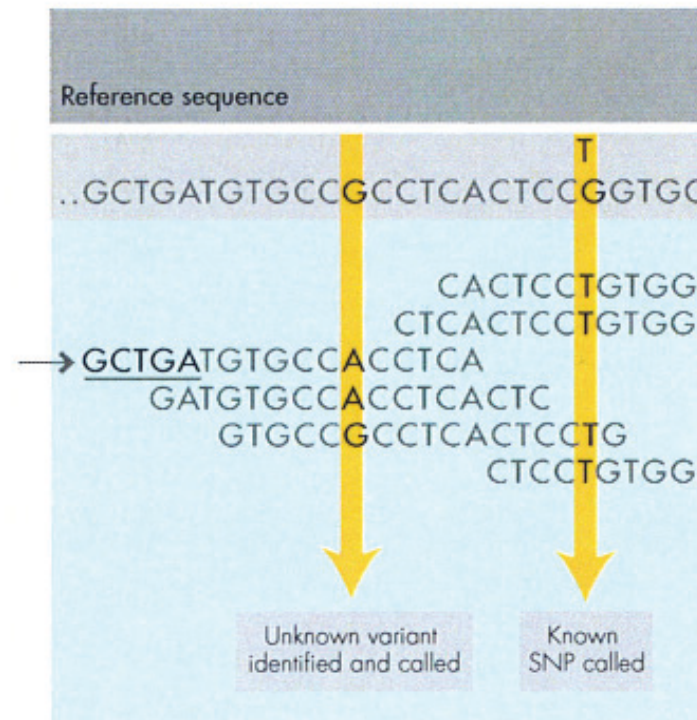 Reference sequence
T
..GCTGATGTGCCGCCTCACTCCGGTGC
CACTCCTGTGG
CTCACTCCTGTGG
GCTGATGTGCCACCTCA
GATGTGCCACCTCACTC
GTGCCGCCTCACTCCTG
CTCCTGTGG
Unknown variant
identified and called
Known
SNP called